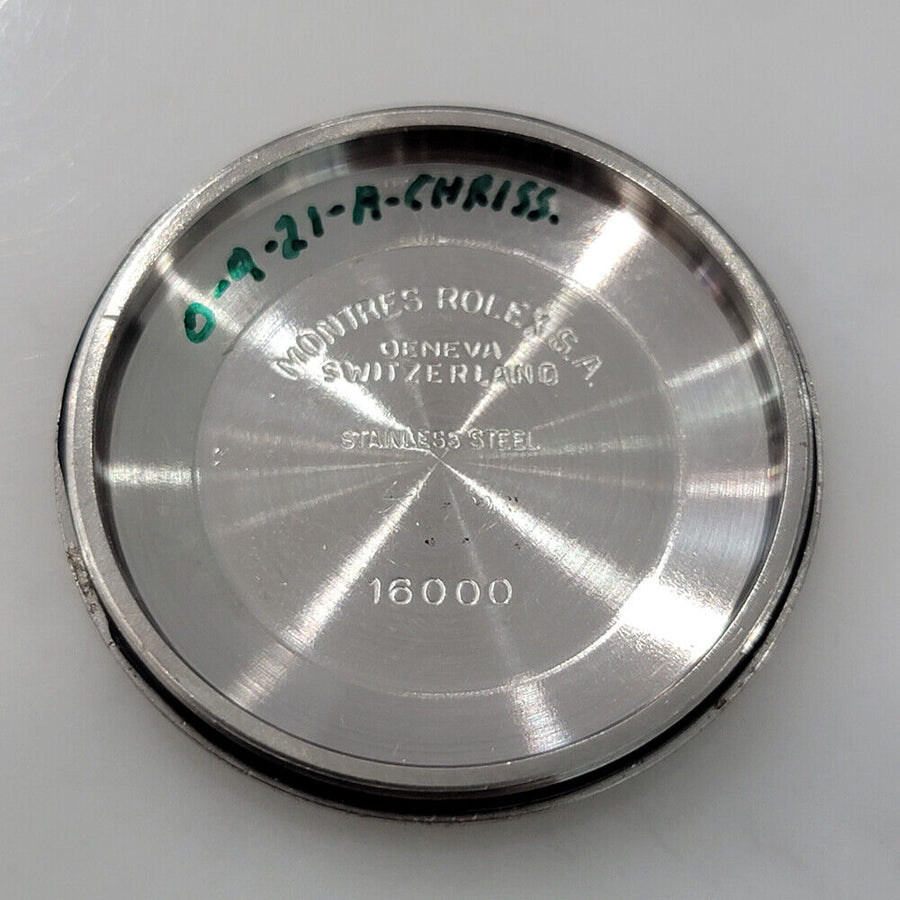 0-9-21-A-CHRISS.
MONTRES ROLEX S.A.
GENEVA
SWITZERLAND
STAINLESS STEEL
16000